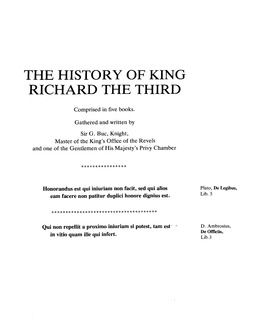 THE HISTORY OF KING
RICHARD THE THIRD
Comprised in five books.
Gathered and written by
Sir G. Buc, Knight,
Master of the King's Office of the Revels
and one of the Gentlemen of His Majesty's Privy Chamber
****************
Honorandus est qui iniuriam non facit, sed qui alios
eam facere non patitur duplici honore dignius est.
Plato, De Legibus,
Lib. 5
**************************
Qui non repellit a proximo iniuriam si potest, tam est
in vitio quam ille qui infert.
D. Ambrosius,
De Officiis,
Lib.1